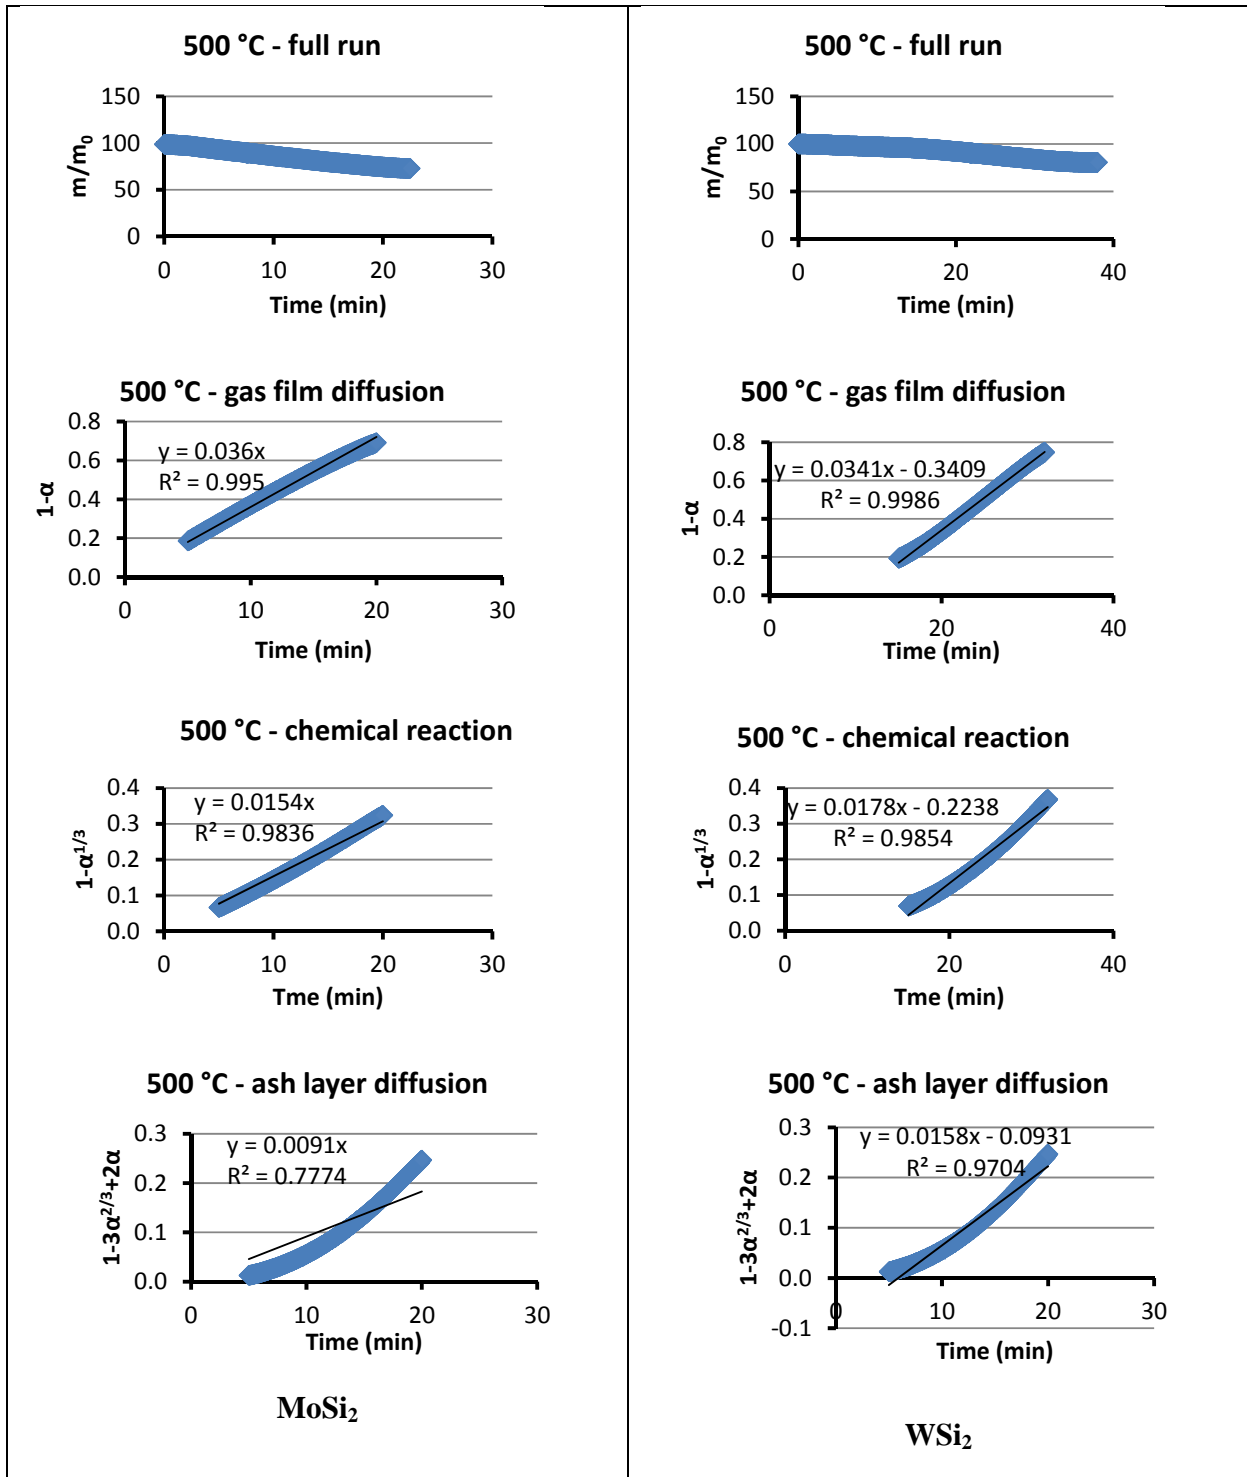 500 °C - full run
150
100
50
0
m/m0
0 10 20 30
Time (min)
500 °C - gas film diffusion
0.8
0.6
0.4
0.2
0.0
1-α
y = 0.036x
R² = 0.995
0 10 20 30
Time (min)
500 °C - chemical reaction
0.4
0.3
0.2
0.1
0.0
1-α1/3
y = 0.0154x
R² = 0.9836
0 10 20 30
Tme (min)
500 °C - ash layer diffusion
0.3
0.2
0.1
0.0
1-3α2/3+2α
y = 0.0091x
R² = 0.7774
0 10 20 30
Time (min)
MoSi2
500 °C - full run
150
100
50
0
m/m0
0 20 40
Time (min)
500 °C - gas film diffusion
0.8
0.6
0.4
0.2
0.0
1-α
y = 0.0341x - 0.3409
R² = 0.9986
0 20 40
Time (min)
500 °C - chemical reaction
0.4
0.3
0.2
0.1
0.0
1-α1/3
y = 0.0178x - 0.2238
R² = 0.9854
0 20 40
Tme (min)
500 °C - ash layer diffusion
0.3
0.2
0.1
0.0
-0.1
1-3α2/3+2α
y = 0.0158x - 0.0931
R² = 0.9704
0 10 20 30
Time (min)
WSi2